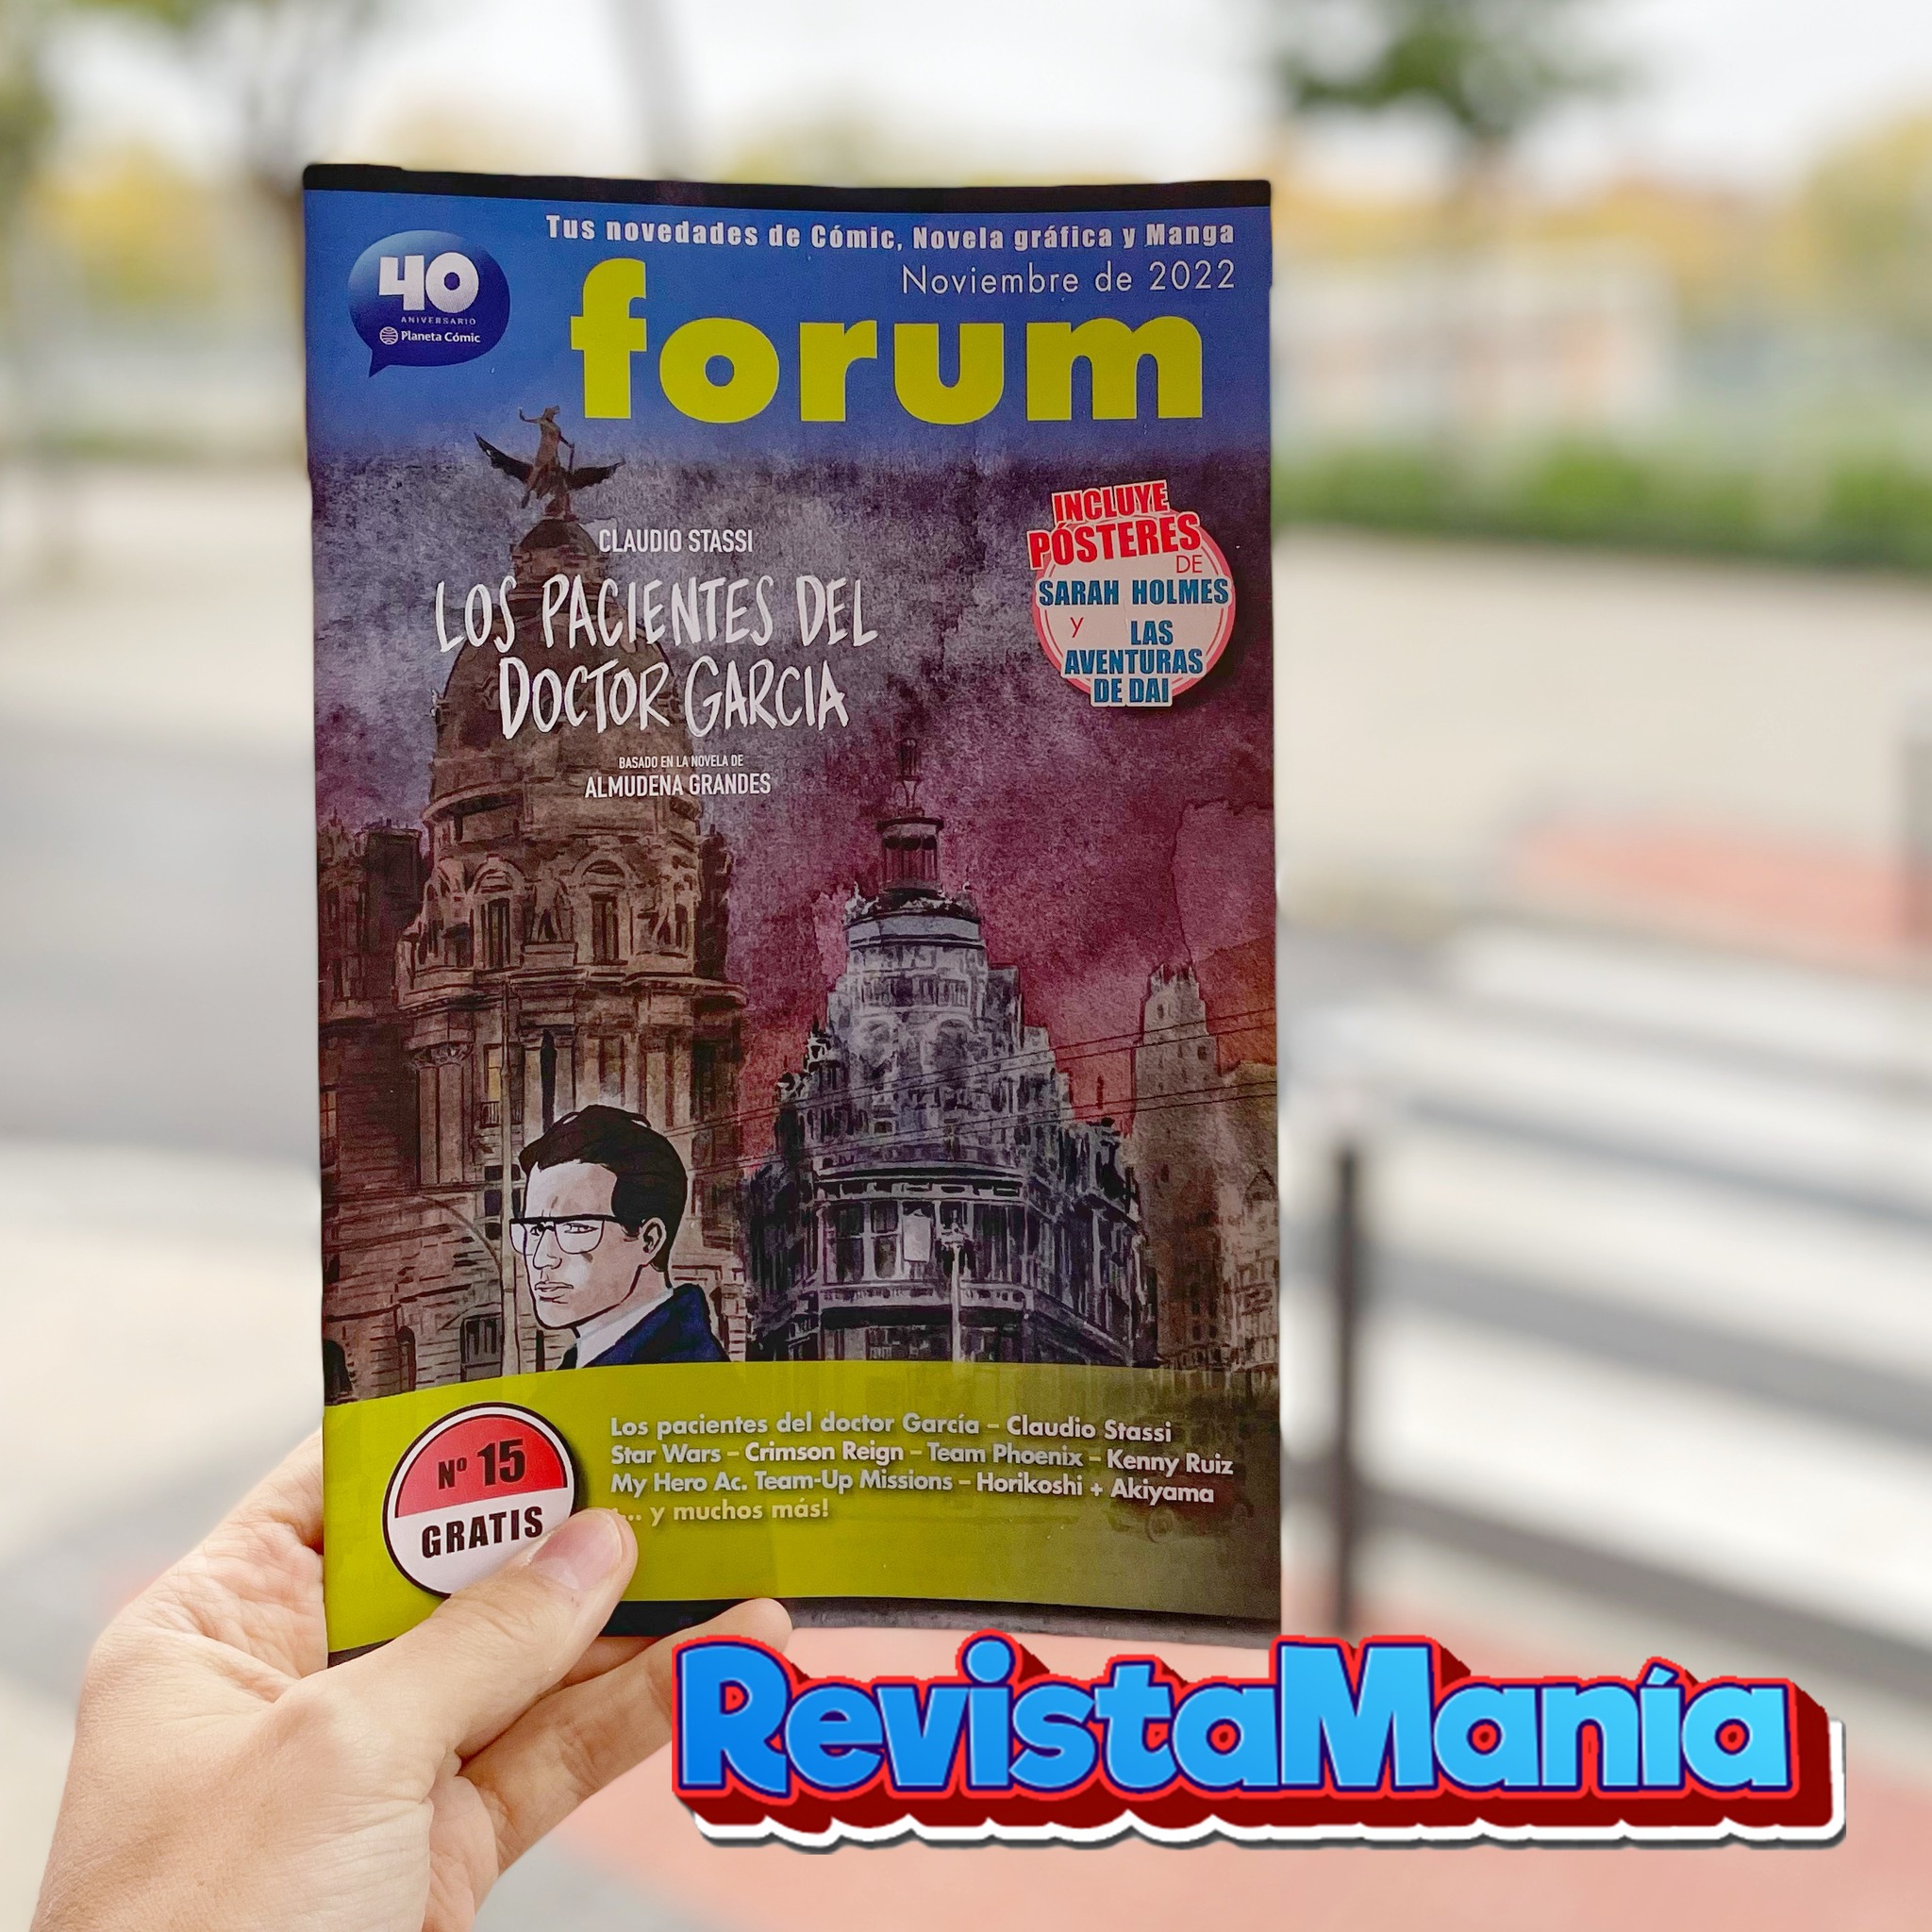 Tus novedades de Cómic, Novela gráfica y Manga
Noviembre de 2022
40
ANIVERSARIO
Planeta Cómic
forum
CLAUDIO STASSI
LOS PACIENTES DEL
DOCTOR GARCIA
BASADO EN LA NOVELA DE
ALMUDENA GRANDES
INCLUYE
PÓSTERES
DE
SARAH HOLMES
Y LAS
AVENTURAS
DE DAI
Nº 15
GRATIS
Los pacientes del doctor García – Claudio Stassi
Star Wars – Crimson Reign – Team Phoenix – Kenny Ruiz
My Hero Ac. Team-Up Missions – Horikoshi + Akiyama
... y muchos más!
RevistaManía